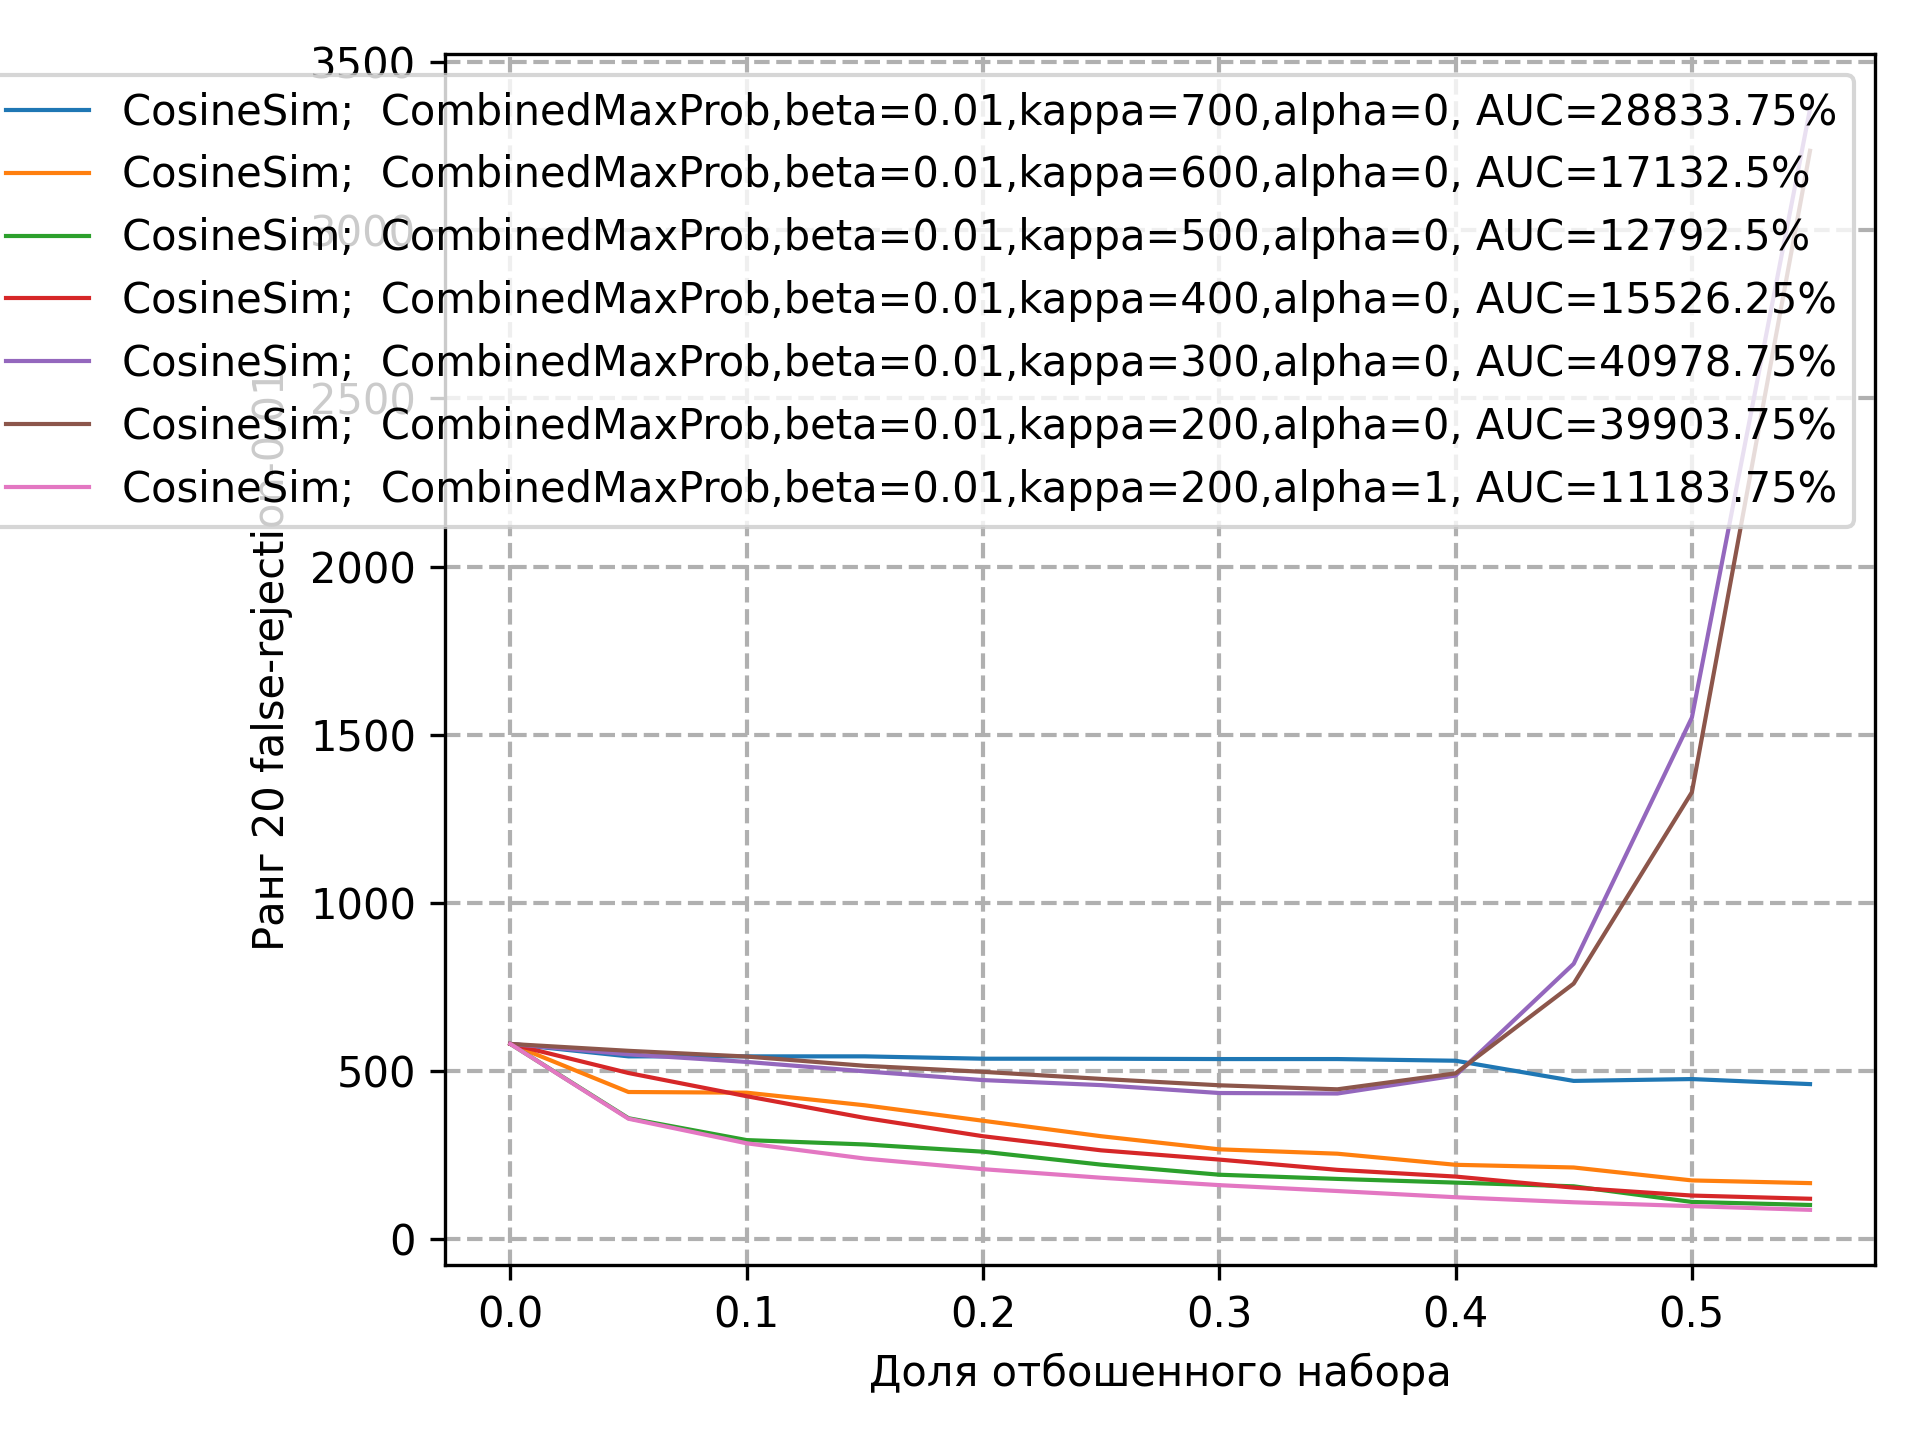 3500
CosineSim; CombinedMaxProb,beta=0.01,kappa=700,alpha=0, AUC=28833.75%
CosineSim; CombinedMaxProb,beta=0.01,kappa=600,alpha=0, AUC=17132.5%
3000
CosineSim; CombinedMaxProb,beta=0.01,kappa=500,alpha=0, AUC=12792.5%
CosineSim; CombinedMaxProb,beta=0.01,kappa=400,alpha=0, AUC=15526.25%
CosineSim; CombinedMaxProb,beta=0.01,kappa=300,alpha=0, AUC=40978.75%
2500
CosineSim; CombinedMaxProb,beta=0.01,kappa=200,alpha=0, AUC=39903.75%
CosineSim; CombinedMaxProb,beta=0.01,kappa=200,alpha=1, AUC=11183.75%
Ранг 20 false-rejection-0.01
2000
1500
1000
500
0
0.0 0.1 0.2 0.3 0.4 0.5
Доля отбошенного набора